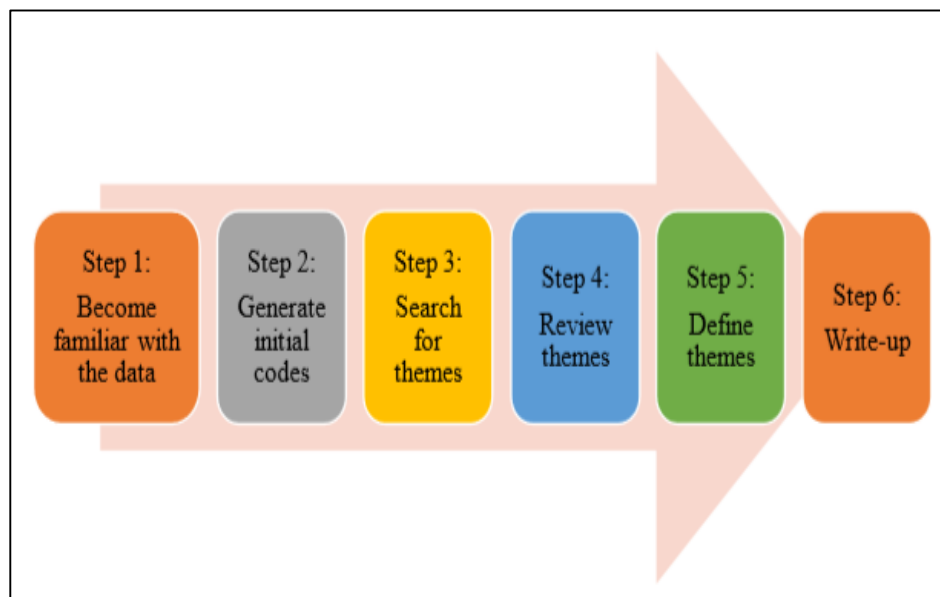 Step 1:
Become
familiar with
the data
Step 2:
Generate
initial
codes
Step 3:
Search
for
themes
Step 4:
Review
themes
Step 5:
Define
themes
Step 6:
Write-up